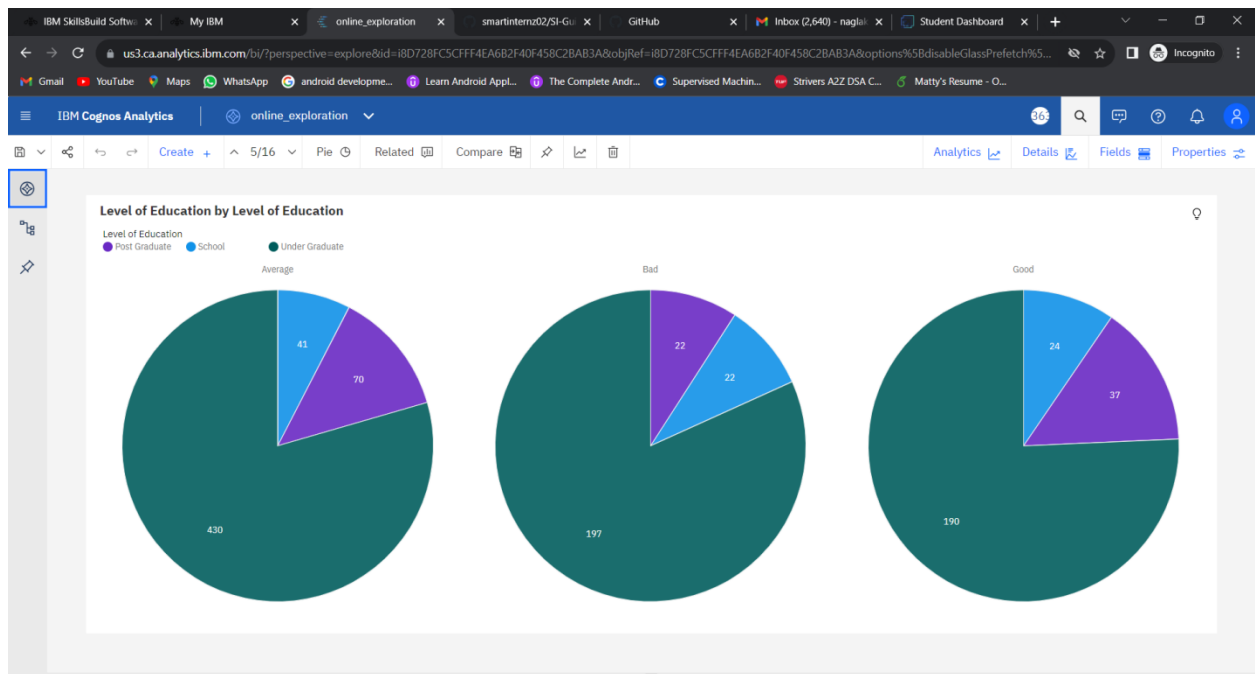 IBM SkillsBuild Softwa
My IBM
online_exploration
smartinternz02/SI-Gui
GitHub
Inbox (2,640) - naglai
Student Dashboard
us3.ca.analytics.ibm.com/bi/?perspective=explore&id=i8D728FC5CFFF4EA6B2F40F458C2BAB3A&objRef=i8D728FC5CFFF4EA6B2F40F458C2BAB3A&options%5BdisableGlassPrefetch%5...
Incognito
Gmail
YouTube
Maps
WhatsApp
android developme...
Learn Android Appl...
The Complete Andr...
Supervised Machin...
Strivers A2Z DSA C...
Matty's Resume - O...
IBM Cognos Analytics
online_exploration
363
Create
5/16
Pie
Related
Compare
Analytics
Details
Fields
Properties
Level of Education by Level of Education
Level of Education
Post Graduate School Under Graduate
Average
Bad
Good
41
70
430
22
22
197
24
37
190